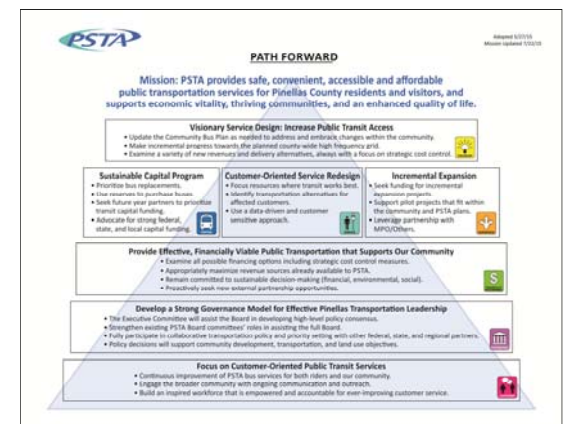 PSTA
Adopted 5/27/15
Mission Updated 7/22/15
PATH FORWARD
Mission: PSTA provides safe, convenient, accessible and affordable
public transportation services for Pinellas County residents and visitors, and
supports economic vitality, thriving communities, and an enhanced quality of life.
Visionary Service Design: Increase Public Transit Access
• Update the Community Bus Plan as needed to address and embrace changes within the community.
• Make incremental progress towards the planned county-wide high frequency grid.
• Examine a variety of new revenues and delivery alternatives, always with a focus on strategic cost control.
Sustainable Capital Program
• Prioritize bus replacements.
• Use reserves to purchase buses.
• Seek future year partners to prioritize
transit capital funding.
• Advocate for strong federal,
state, and local capital funding.
Customer-Oriented Service Redesign
• Focus resources where transit works best.
• Identify transportation alternatives for
affected customers.
• Use a data-driven and customer
sensitive approach.
Incremental Expansion
• Seek funding for incremental
expansion projects.
• Support pilot projects that fit within
the community and PSTA plans.
• Leverage partnership with
MPO/Others.
Provide Effective, Financially Viable Public Transportation that Supports Our Community
• Examine all possible financing options including strategic cost control measures.
• Appropriately maximize revenue sources already available to PSTA.
• Remain committed to sustainable decision-making (financial, environmental, social).
• Proactively seek new external partnership opportunities.
$
Develop a Strong Governance Model for Effective Pinellas Transportation Leadership
• The Executive Committee will assist the Board in developing high-level policy consensus.
• Strengthen existing PSTA Board committees' roles in assisting the full Board.
• Fully participate in collaborative transportation policy and priority setting with other federal, state, and regional partners.
• Policy decisions will support community development, transportation, and land use objectives.
Focus on Customer-Oriented Public Transit Services
• Continuous improvement of PSTA bus services for both riders and our community.
• Engage the broader community with ongoing communication and outreach.
• Build an inspired workforce that is empowered and accountable for ever-improving customer service.